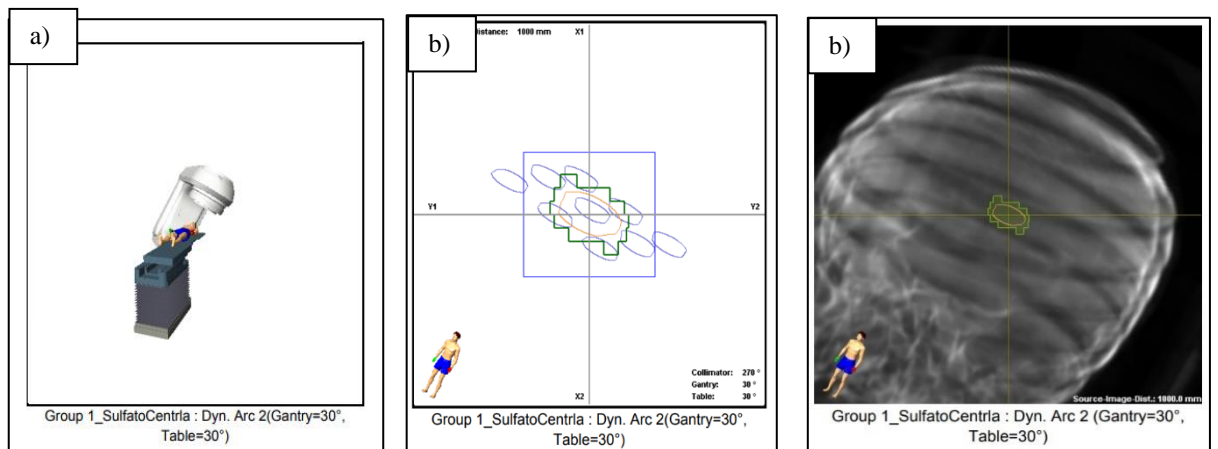 a)
b)
istance: 1000 mm
X1
Y1
Y2
X2
Collimator: 270 °
Gantry: 30 °
Table: 30 °
b)
Source-Image-Dist.: 1000.0 mm
Group 1_SulfatoCentrla : Dyn. Arc 2(Gantry=30°,
Table=30°)
Group 1_SulfatoCentrla : Dyn. Arc 2(Gantry=30°,
Table=30°)
Group 1_SulfatoCentrla : Dyn. Arc 2 (Gantry=30°,
Table=30°)